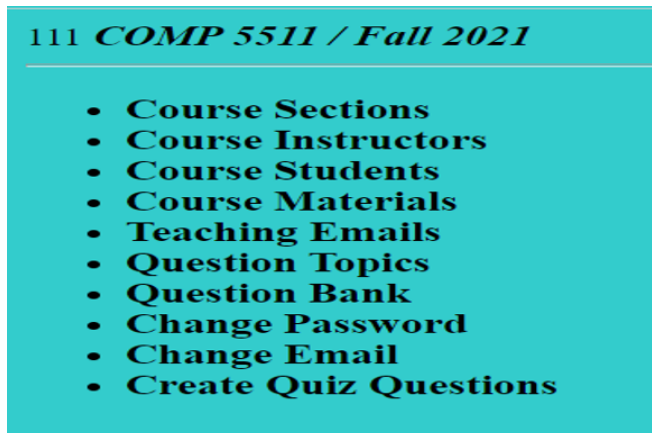 111 COMP 5511 / Fall 2021
• Course Sections
• Course Instructors
• Course Students
• Course Materials
• Teaching Emails
• Question Topics
• Question Bank
• Change Password
• Change Email
• Create Quiz Questions